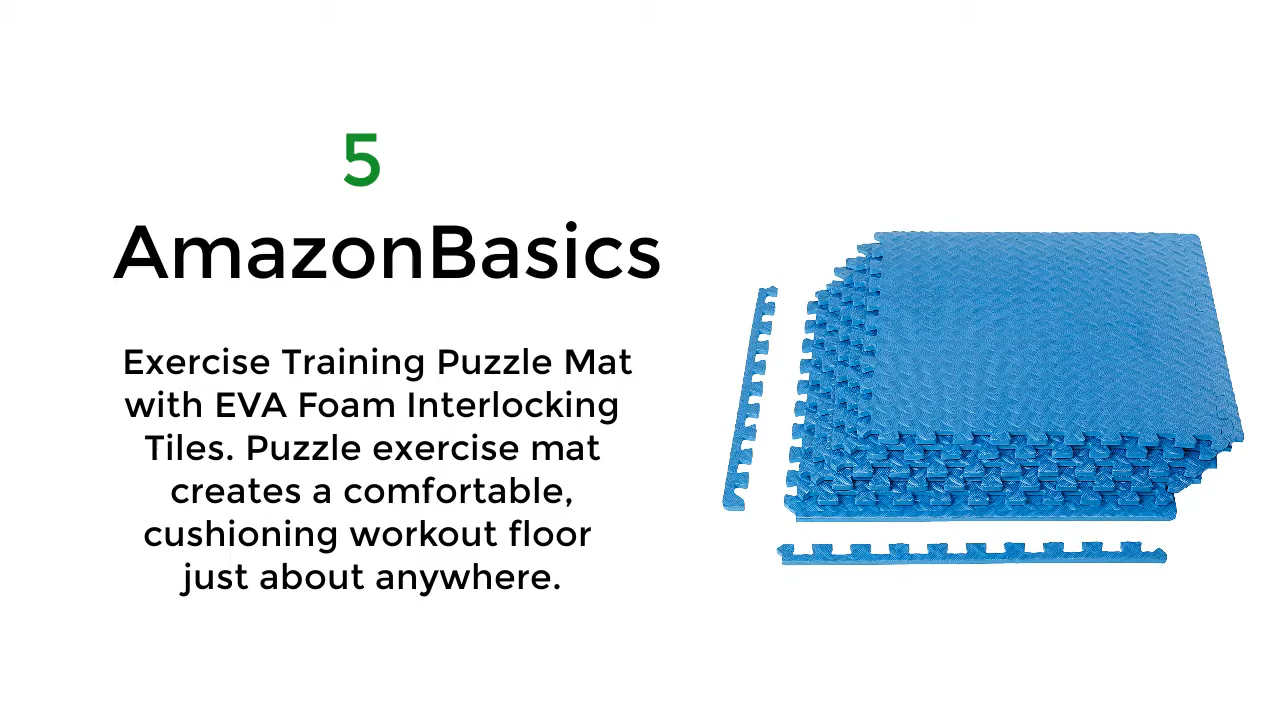 5
AmazonBasics
Exercise Training Puzzle Mat
with EVA Foam Interlocking
Tiles. Puzzle exercise mat
creates a comfortable,
cushioning workout floor
just about anywhere.